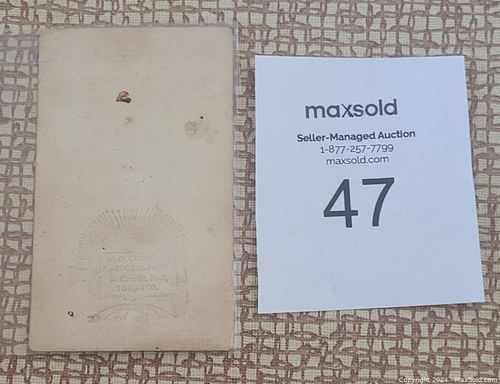 TORONTO.
maxsold
Seller-Managed Auction
1-877-257-7799
maxsold.com
47
Copyright 2024 - MaxSold.com